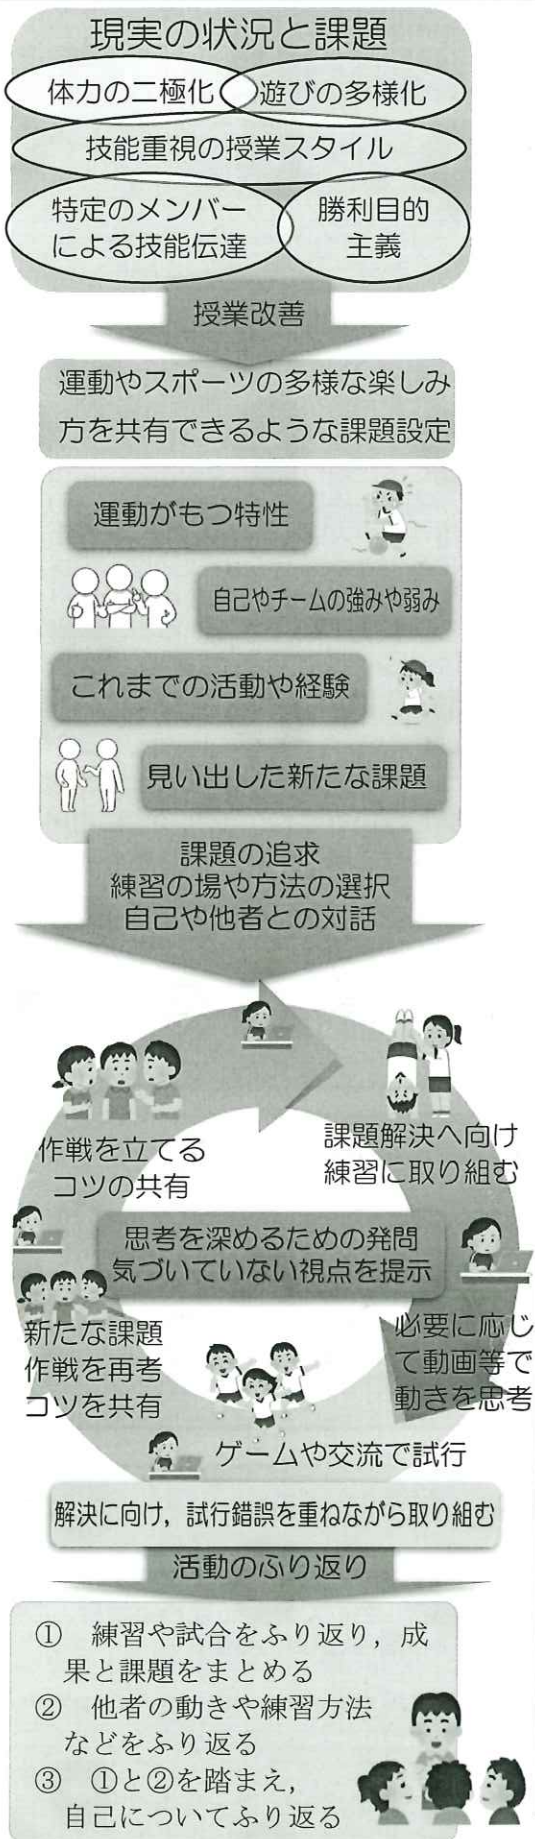 現実の状況と課題
体力の二極化
遊びの多様化
技能重視の授業スタイル
特定のメンバー
による技能伝達
勝利目的
主義
授業改善
運動やスポーツの多様な楽しみ
方を共有できるような課題設定
運動がもつ特性
自己やチームの強みや弱み
これまでの活動や経験
見い出した新たな課題
課題の追求
練習の場や方法の選択
自己や他者との対話
作戦を立てる
コツの共有
課題解決へ向け
練習に取り組む
思考を深めるための発問
気づいていない視点を提示
必要に応じ
て動画等で
動きを思考
新たな課題
作戦を再考
コツを共有
ゲームや交流で試行
解決に向け，試行錯誤を重ねながら取り組む
活動のふり返り
① 練習や試合をふり返り，成
果と課題をまとめる
② 他者の動きや練習方法
などをふり返る
③ ①と②を踏まえ，
自己についてふり返る